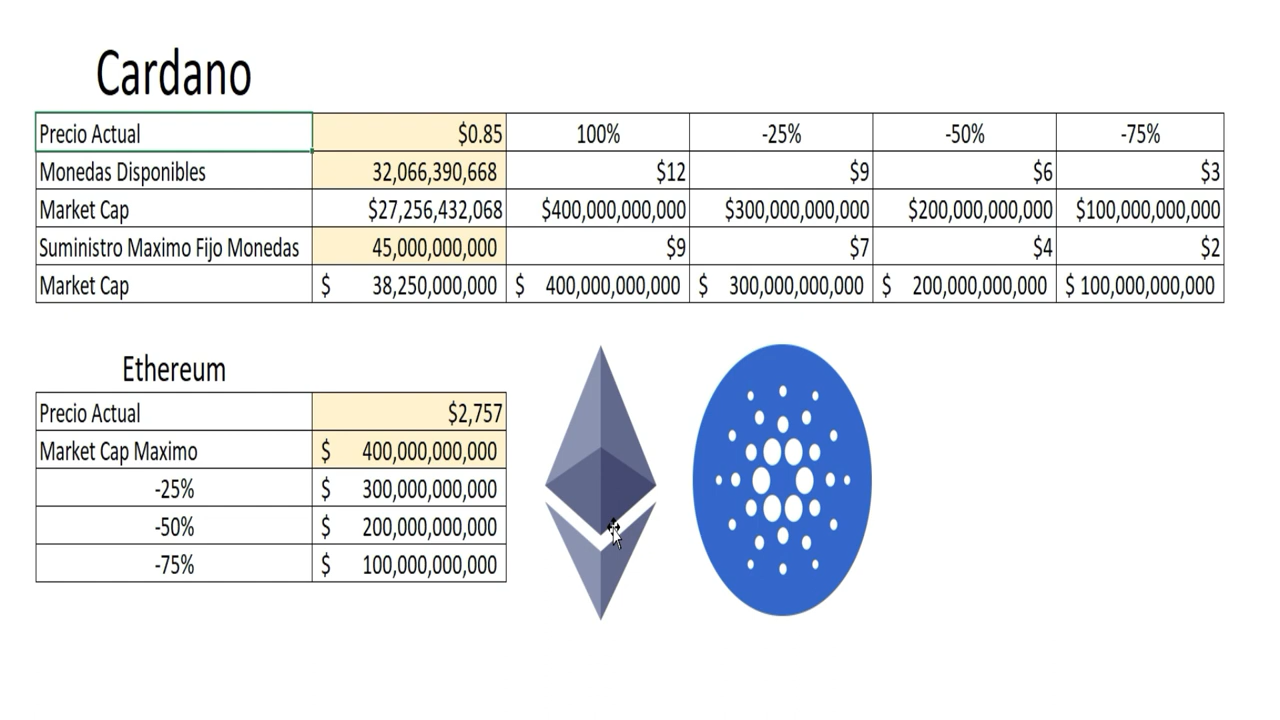 Cardano
Precio Actual $0.85 100% -25% -50% -75%
Monedas Disponibles 32,066,390,668 $12 $9 $6 $3
Market Cap $27,256,432,068 $400,000,000,000 $300,000,000,000 $200,000,000,000 $100,000,000,000
Suministro Maximo Fijo Monedas 45,000,000,000 $9 $7 $4 $2
Market Cap $ 38,250,000,000 $ 400,000,000,000 $ 300,000,000,000 $ 200,000,000,000 $ 100,000,000,000
Ethereum
Precio Actual $2,757
Market Cap Maximo $ 400,000,000,000
-25% $ 300,000,000,000
-50% $ 200,000,000,000
-75% $ 100,000,000,000